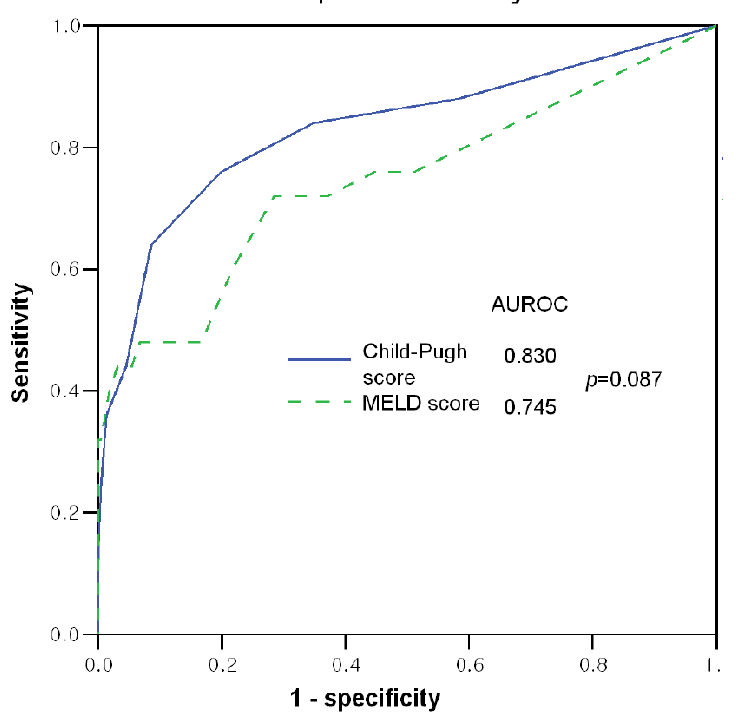 1.0
0.8
0.6
0.4
0.2
0.0
Sensitivity
AUROC
Child-Pugh 0.830
score
p=0.087
MELD score 0.745
0.0 0.2 0.4 0.6 0.8 1.
1 - specificity